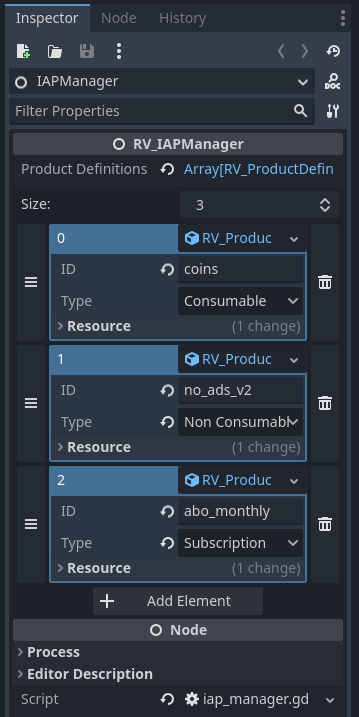 Inspector Node History
IAPManager
DOC
Filter Properties
RV_IAPManager
Product Definitions Array[RV_ProductDefin
Size: 3
0 RV_Produc
ID coins
Type Consumable
Resource (1 change)
1 RV_Produc
ID no_ads_v2
Type Non Consumabl
Resource (1 change)
2 RV_Produc
ID abo_monthly
Type Subscription
Resource (1 change)
Add Element
Node
Process
Editor Description
Script iap_manager.gd